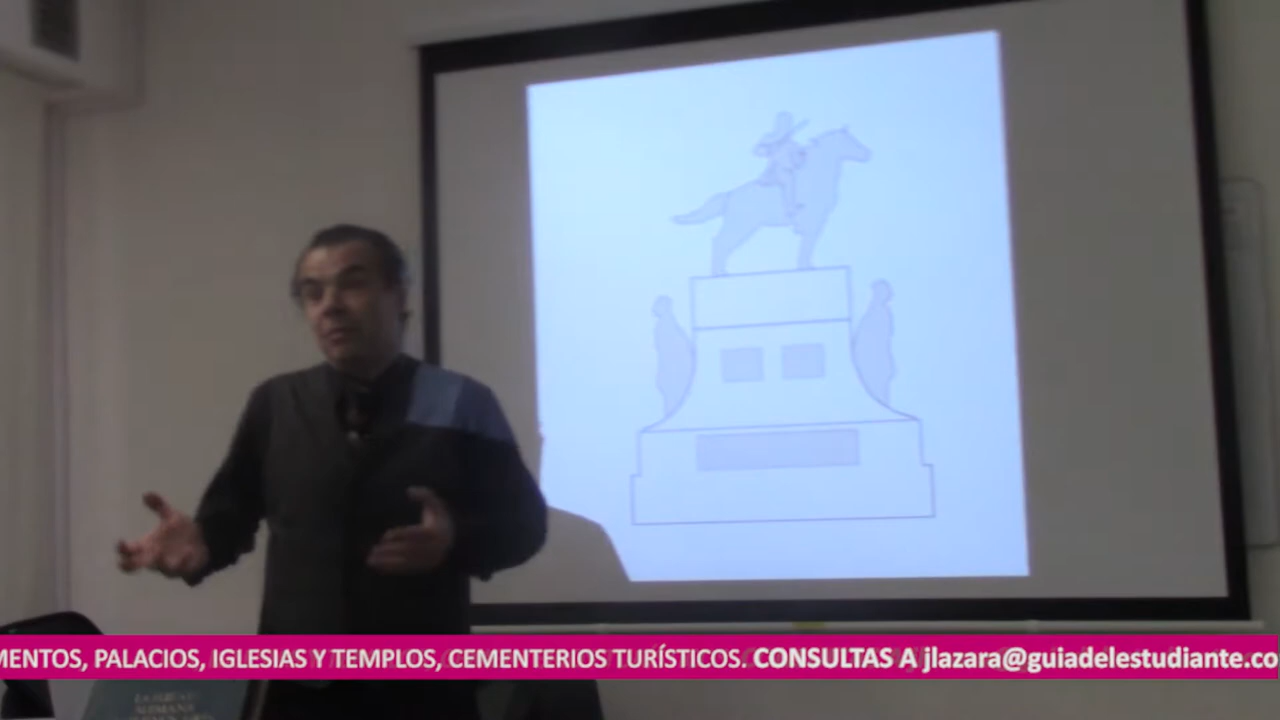 MENTOS, PALACIOS, IGLESIAS Y TEMPLOS, CEMENTERIOS TURÍSTICOS. CONSULTAS A jlazara@guiadelestudiante.co